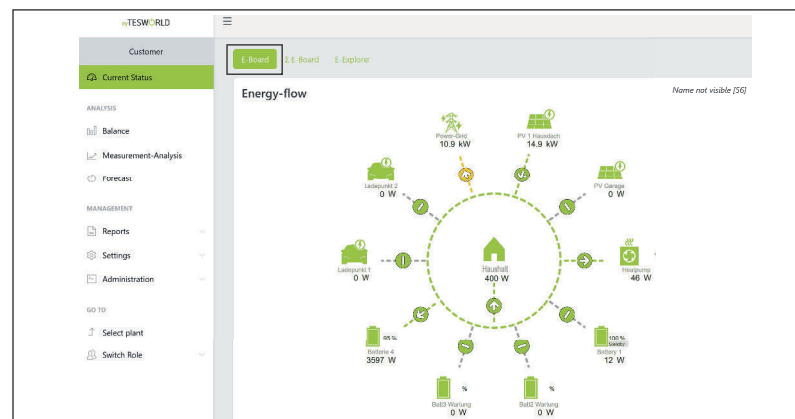 myTESWORLD
Customer
Current Status
ANALYSIS
Balance
Measurement-Analysis
Forecast
MANAGEMENT
Reports
Settings
Administration
GO TO
Select plant
Switch Role
E-Board Σ E-Board E-Explorer
Energy-flow
Name not visible [56]
Power-Grid
10.9 kW
PV 1 Hausdach
14.9 kW
Ladepunkt 2
0 W
PV Garage
0 W
Ladepunkt 1
0 W
Haushalt
400 W
Heatpump
46 W
95 %
Batterie 4
3597 W
100 %
Standby
Battery 1
12 W
%
Batt3 Wartung
0 W
%
Batt2 Wartung
0 W